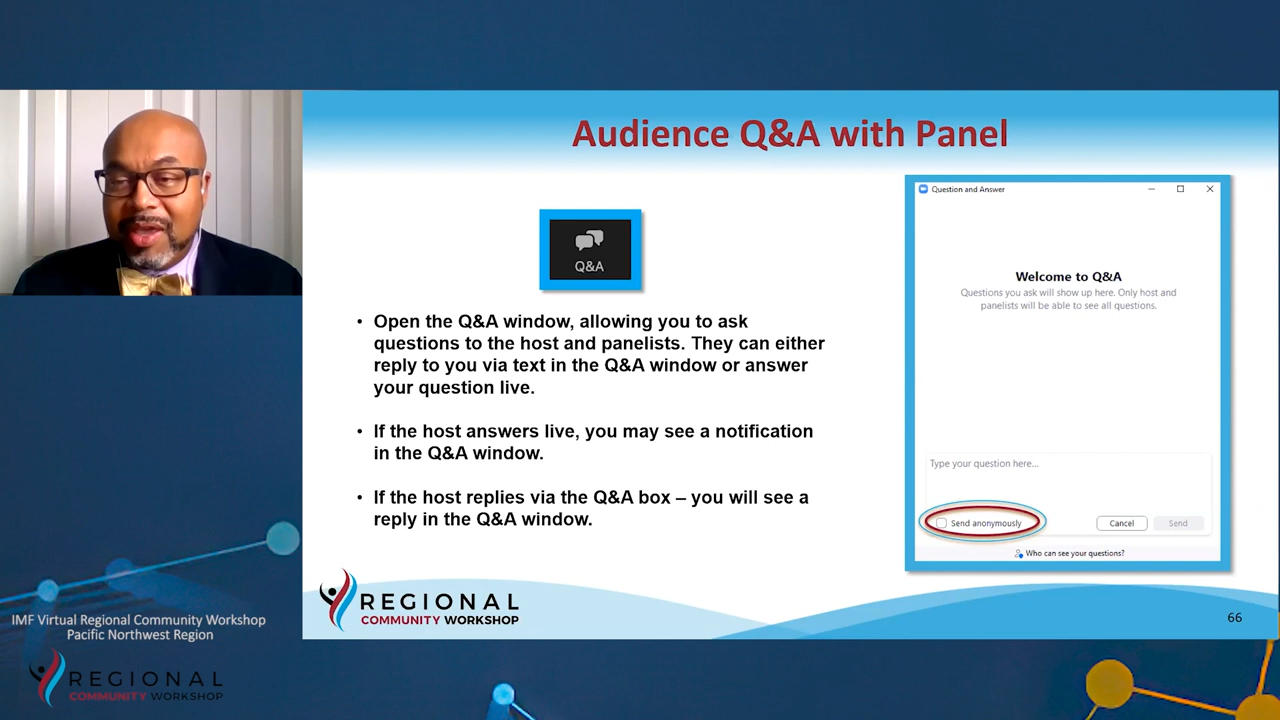 Audience Q&A with Panel
Q&A
• Open the Q&A window, allowing you to ask
questions to the host and panelists. They can either
reply to you via text in the Q&A window or answer
your question live.
• If the host answers live, you may see a notification
in the Q&A window.
• If the host replies via the Q&A box – you will see a
reply in the Q&A window.
Question and Answer
Welcome to Q&A
Questions you ask will show up here. Only host and
panelists will be able to see all questions.
Type your question here...
Send anonymously
Cancel
Send
Who can see your questions?
REGIONAL
COMMUNITY WORKSHOP
66
IMF Virtual Regional Community Workshop
Pacific Northwest Region
REGIONAL
COMMUNITY WORKSHOP